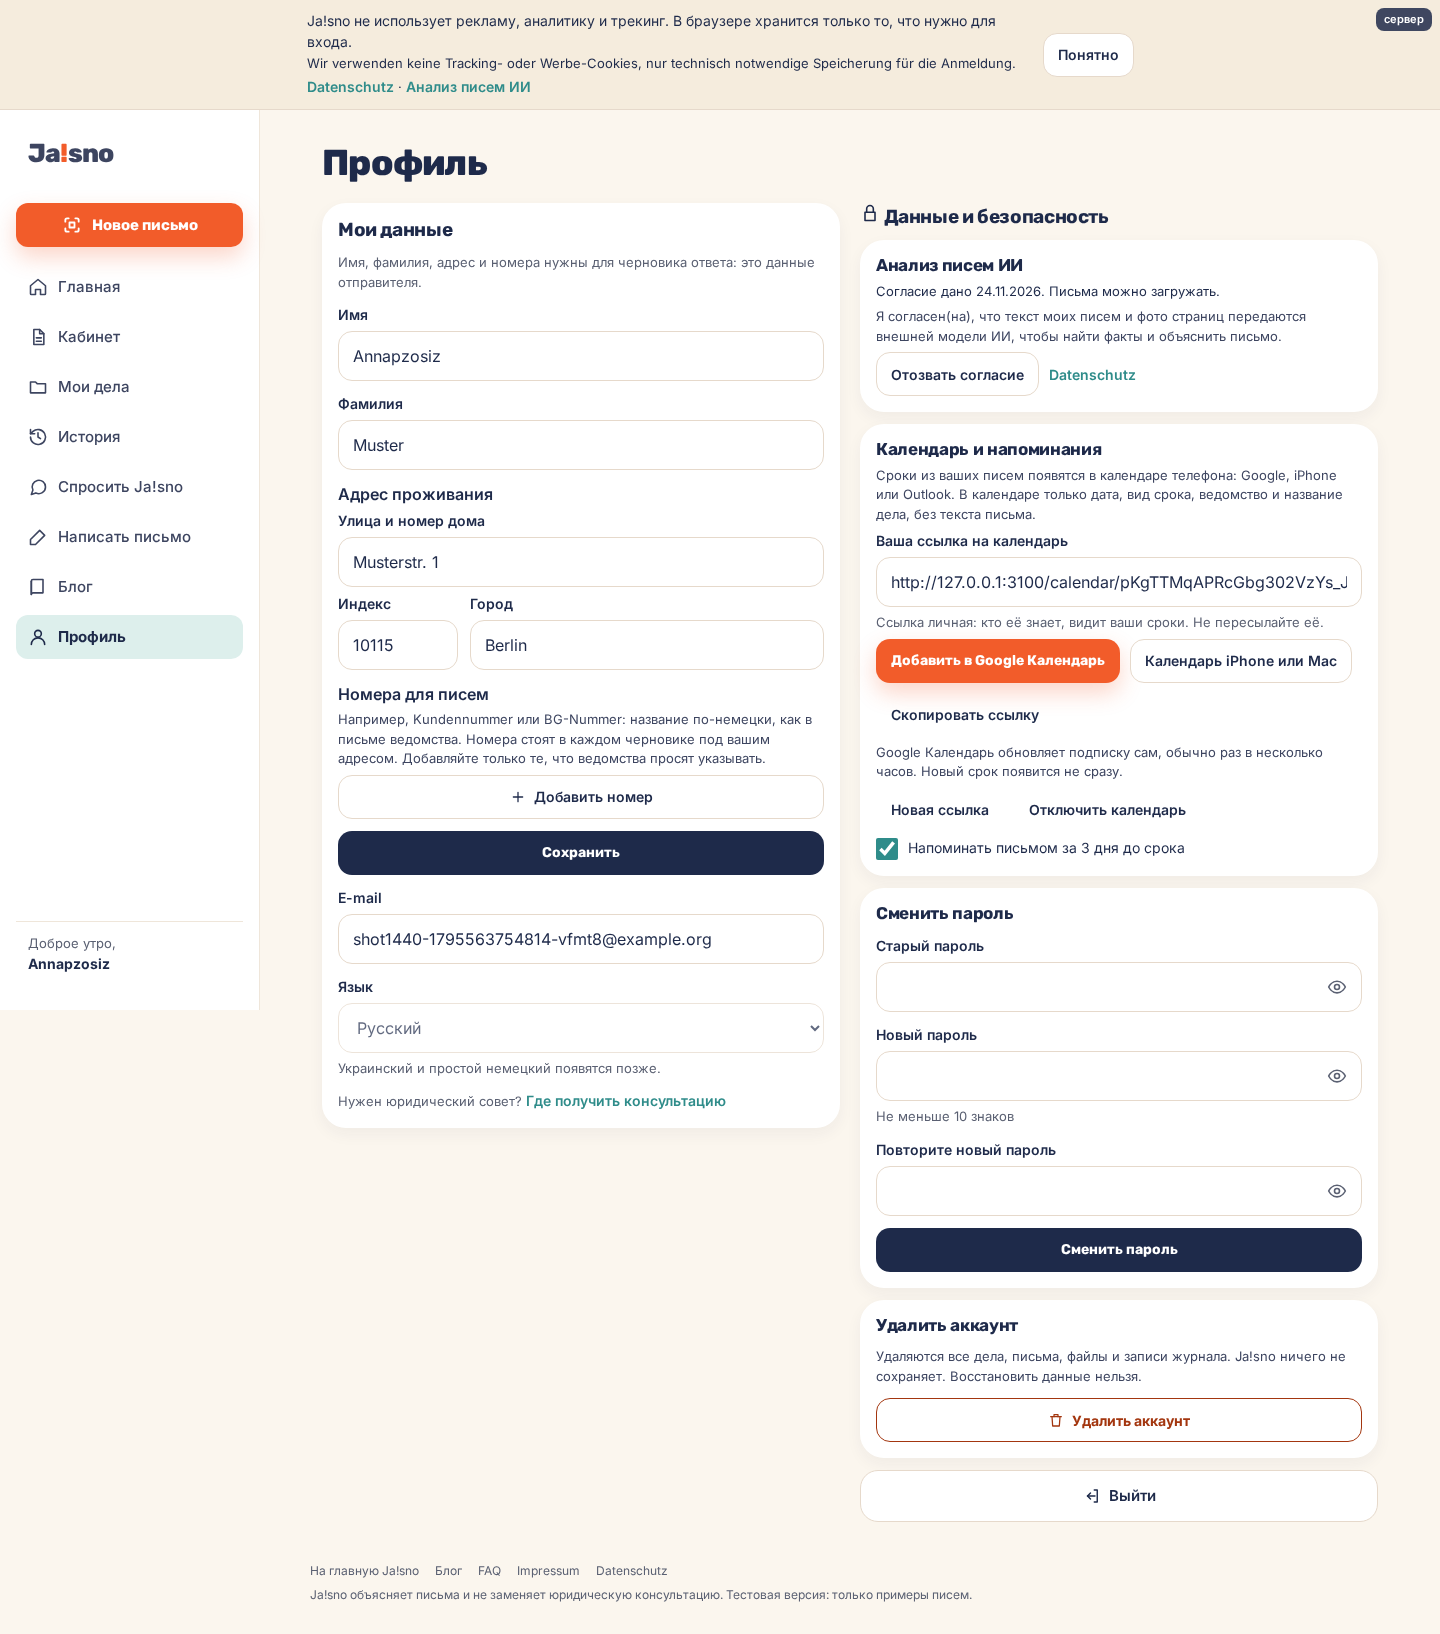 Ja!sno не использует рекламу, аналитику и трекинг. В браузере хранится только то, что нужно для
входа.
Wir verwenden keine Tracking- oder Werbe-Cookies, nur technisch notwendige Speicherung für die Anmeldung.
Datenschutz · Анализ писем ИИ
Понятно
сервер
Ja!sno
Новое письмо
Главная
Кабинет
Мои дела
История
Спросить Ja!sno
Написать письмо
Блог
Профиль
Доброе утро,
Annapzosiz
Профиль
Мои данные
Имя, фамилия, адрес и номера нужны для черновика ответа: это данные
отправителя.
Имя
Annapzosiz
Фамилия
Muster
Адрес проживания
Улица и номер дома
Musterstr. 1
Индекс
Город
10115
Berlin
Номера для писем
Например, Kundennummer или BG-Nummer: название по-немецки, как в
письме ведомства. Номера стоят в каждом черновике под вашим
адресом. Добавляйте только те, что ведомства просят указывать.
Добавить номер
Сохранить
E-mail
shot1440-1795563754814-vfmt8@example.org
Язык
Русский
Украинский и простой немецкий появятся позже.
Нужен юридический совет? Где получить консультацию
Данные и безопасность
Анализ писем ИИ
Согласие дано 24.11.2026. Письма можно загружать.
Я согласен(на), что текст моих писем и фото страниц передаются
внешней модели ИИ, чтобы найти факты и объяснить письмо.
Отозвать согласие
Datenschutz
Календарь и напоминания
Сроки из ваших писем появятся в календаре телефона: Google, iPhone
или Outlook. В календаре только дата, вид срока, ведомство и название
дела, без текста письма.
Ваша ссылка на календарь
http://127.0.0.1:3100/calendar/pKgTTMqAPRcGbg302VzYs_J
Ссылка личная: кто её знает, видит ваши сроки. Не пересылайте её.
Добавить в Google Календарь
Календарь iPhone или Mac
Скопировать ссылку
Google Календарь обновляет подписку сам, обычно раз в несколько
часов. Новый срок появится не сразу.
Новая ссылка
Отключить календарь
Напоминать письмом за 3 дня до срока
Сменить пароль
Старый пароль
Новый пароль
Не меньше 10 знаков
Повторите новый пароль
Сменить пароль
Удалить аккаунт
Удаляются все дела, письма, файлы и записи журнала. Ja!sno ничего не
сохраняет. Восстановить данные нельзя.
Удалить аккаунт
Выйти
На главную Ja!sno
Блог
FAQ
Impressum
Datenschutz
Ja!sno объясняет письма и не заменяет юридическую консультацию. Тестовая версия: только примеры писем.